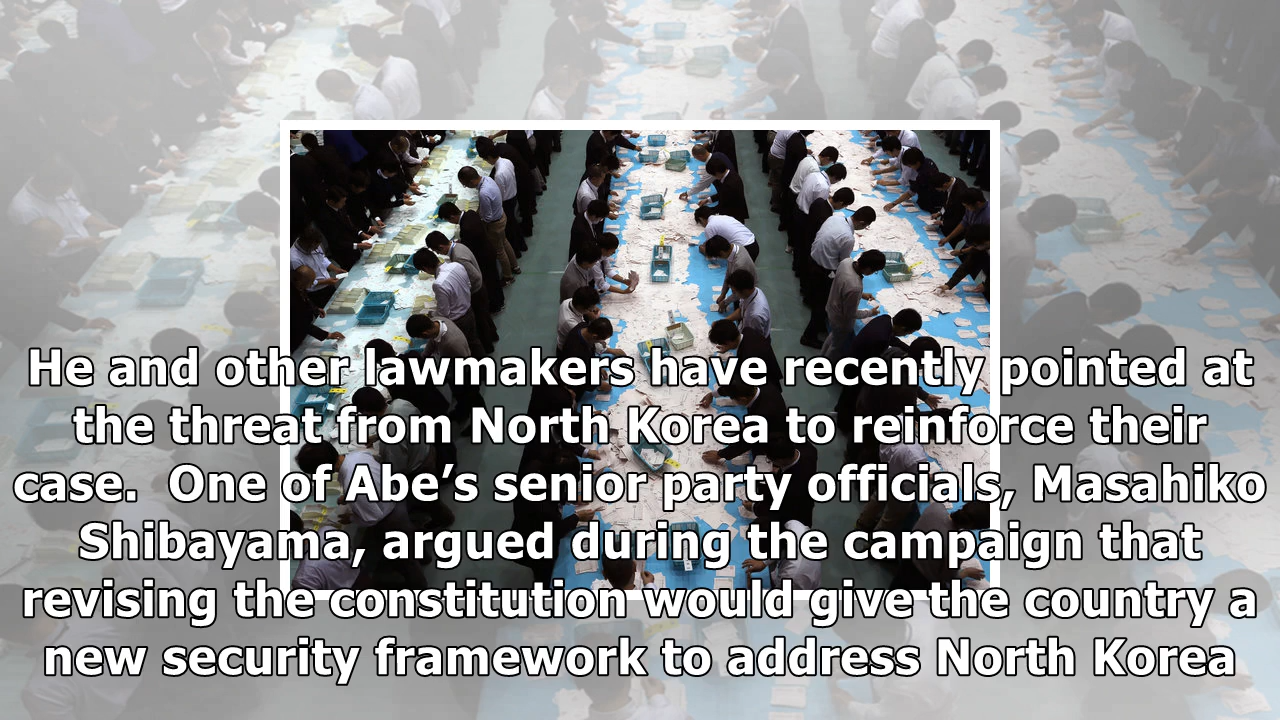 He and other lawmakers have recently pointed at
the threat from North Korea to reinforce their
case.  One of Abe’s senior party officials, Masahiko
Shibayama, argued during the campaign that
revising the constitution would give the country a
new security framework to address North Korea